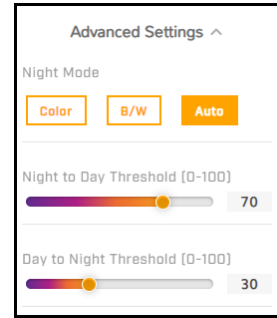 Advanced Settings
Night Mode
Color B/W Auto
Night to Day Threshold (0-100)
70
Day to Night Threshold (0-100)
30